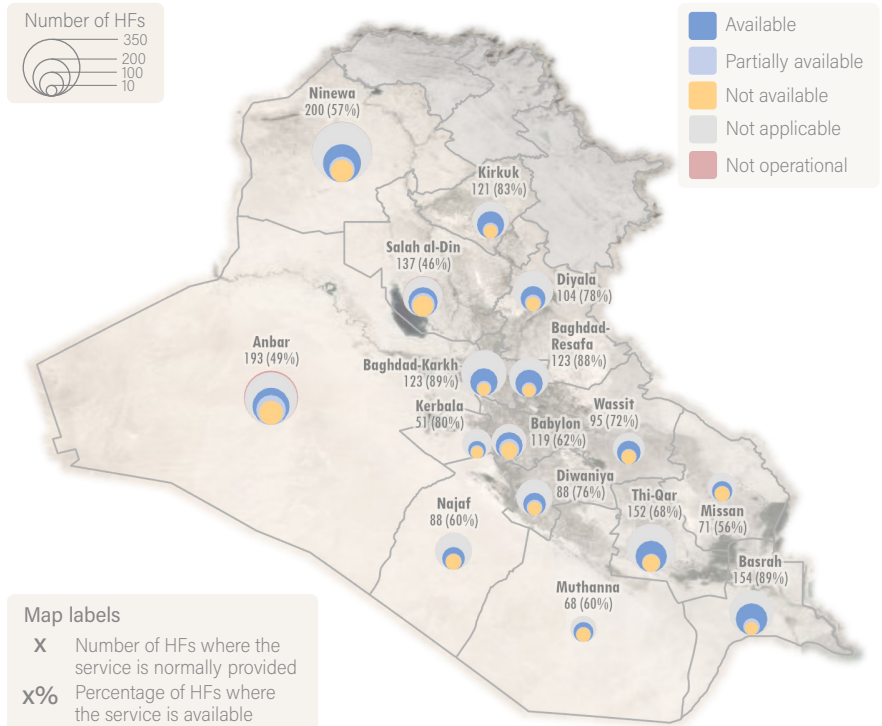 Number of HFs
350
200
100
10
Available
Partially available
Not available
Not applicable
Not operational
Ninewa
200 (57%)
Kirkuk
121 (83%)
Salah al-Din
137 (46%)
Diyala
104 (78%)
Baghdad-
Resafa
123 (88%)
Anbar
193 (49%)
Baghdad-Karkh
123 (89%)
Kerbala
51 (80%)
Babylon
119 (62%)
Wassit
95 (72%)
Diwaniya
88 (76%)
Thi-Qar
152 (68%)
Missan
71 (56%)
Najaf
88 (60%)
Basrah
154 (89%)
Muthanna
68 (60%)
Map labels
x Number of HFs where the
service is normally provided
x% Percentage of HFs where
the service is available